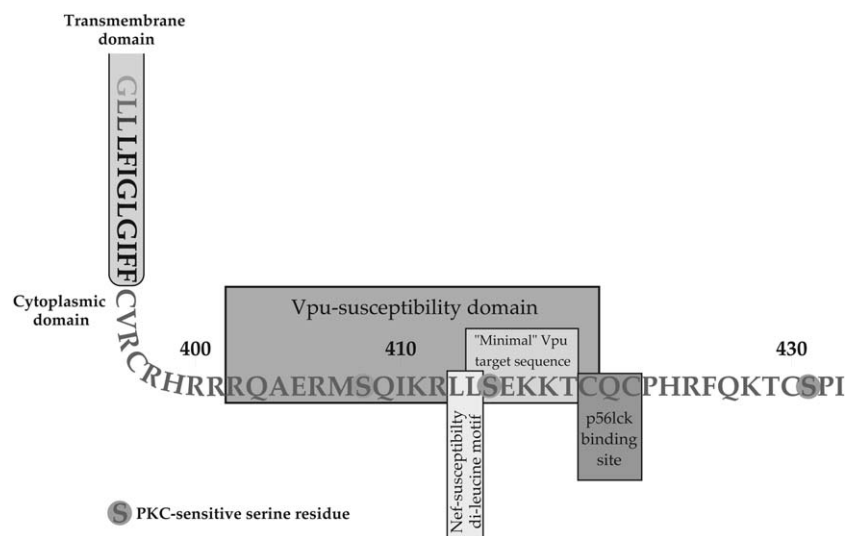 Transmembrane
domain
GLLLFIGLGIFF
Cytoplasmic
domain
CVRCRHRRRQAERMSQIKRLLSEKKTCQCPHRFQKTCSPI
400
410
430
Vpu-susceptibility domain
"Minimal" Vpu
target sequence
Nef-susceptibilty
di-leucine motif
p56lck
binding
site
S PKC-sensitive serine residue